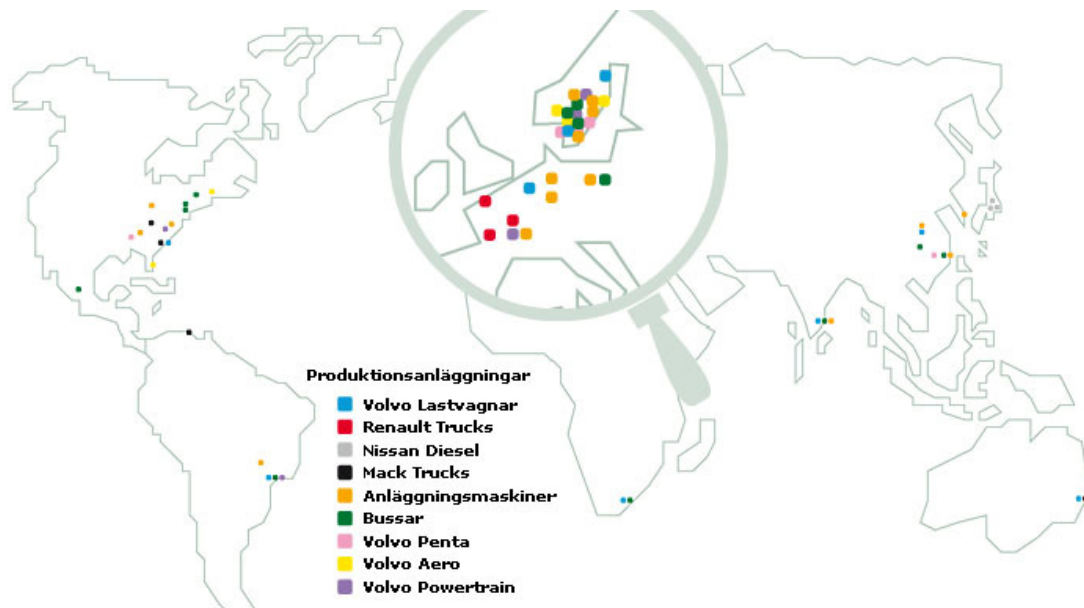 Produktionsanläggningar
Volvo Lastvagnar
Renault Trucks
Nissan Diesel
Mack Trucks
Anläggningsmaskiner
Bussar
Volvo Penta
Volvo Aero
Volvo Powertrain